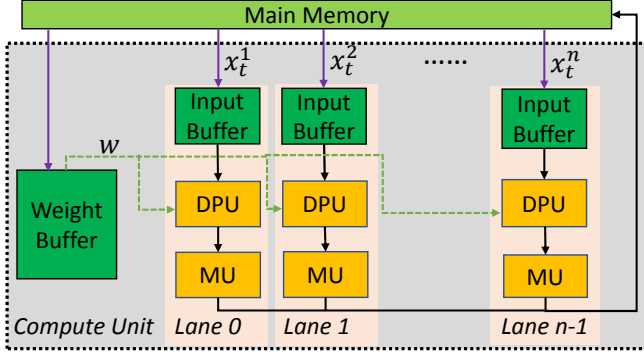 Main Memory
x_t^1
x_t^2
......
x_t^n
Input
Buffer
Input
Buffer
Input
Buffer
w
Weight
Buffer
DPU
DPU
DPU
MU
MU
MU
Compute Unit
Lane 0
Lane 1
Lane n-1